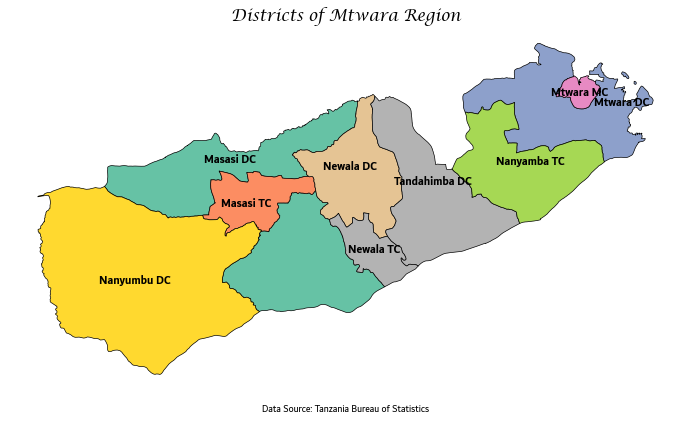 Districts of Mtwara Region
Mtwara MC
Mtwara DC
Masasi DC
Newala DC
Nanyamba TC
Tandahimba DC
Masasi TC
Newala TC
Nanyumbu DC
Data Source: Tanzania Bureau of Statistics